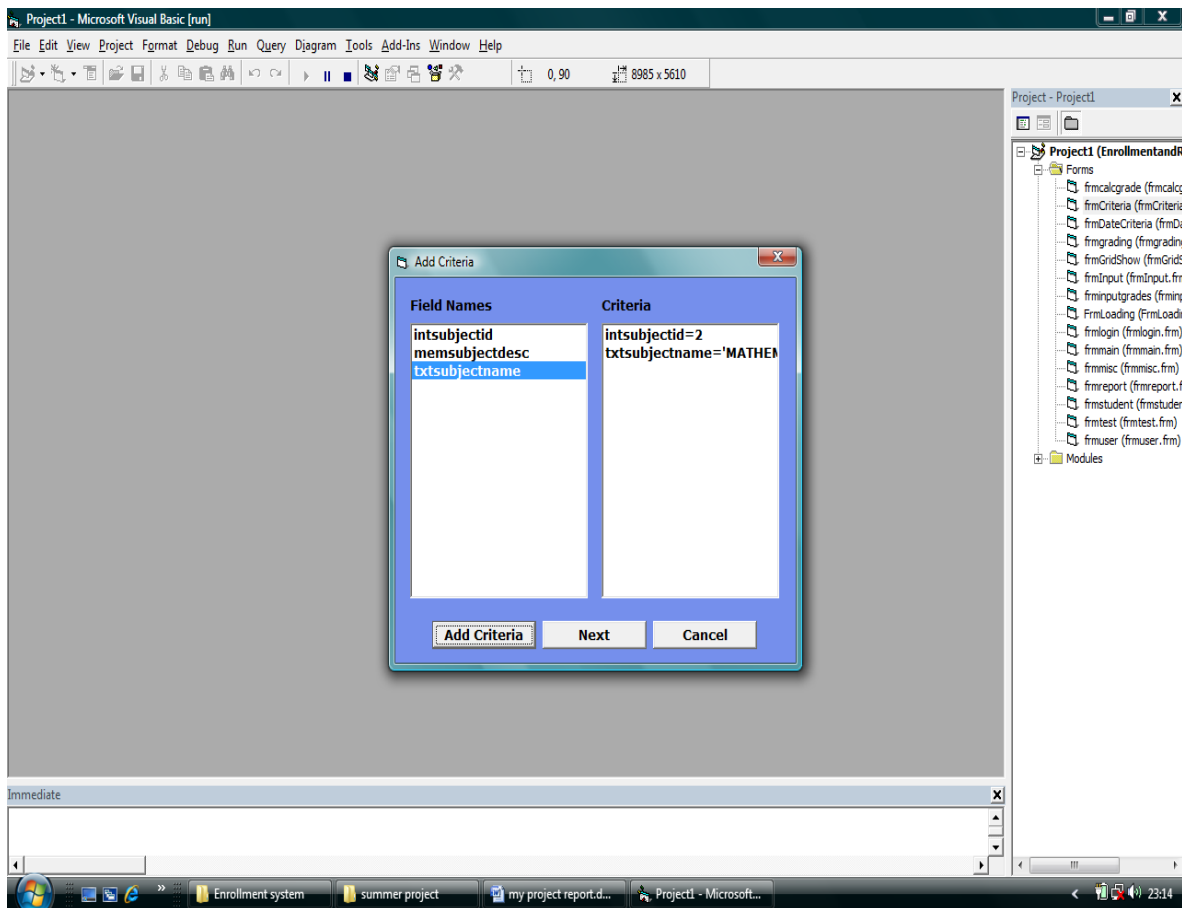 Project1 - Microsoft Visual Basic [run]
File Edit View Project Format Debug Run Query Diagram Tools Add-Ins Window Help
0, 90 8985 x 5610
Project - Project1
Project1 (EnrollmentandR
Forms
frmcalcgrade (frmcalcg
frmCriteria (frmCriteria
frmDateCriteria (frmDa
frmgrading (frmgrading
frmGridShow (frmGridS
frmInput (frmInput.frr
frminputgrades (frminp
FrmLoading (FrmLoadi
frmlogin (frmlogin.frm)
frmmain (frmmain.frm)
frmmisc (frmmisc.frm)
frmreport (frmreport.f
frmstudent (frmstuder
frmtest (frmtest.frm)
frmuser (frmuser.frm)
Modules
Add Criteria
Field Names
intsubjectid
memsubjectdesc
txtsubjectname
Criteria
intsubjectid=2
txtsubjectname='MATHEM
Add Criteria Next Cancel
Immediate
Enrollment system summer project my project report.d... Project1 - Microsoft... 23:14